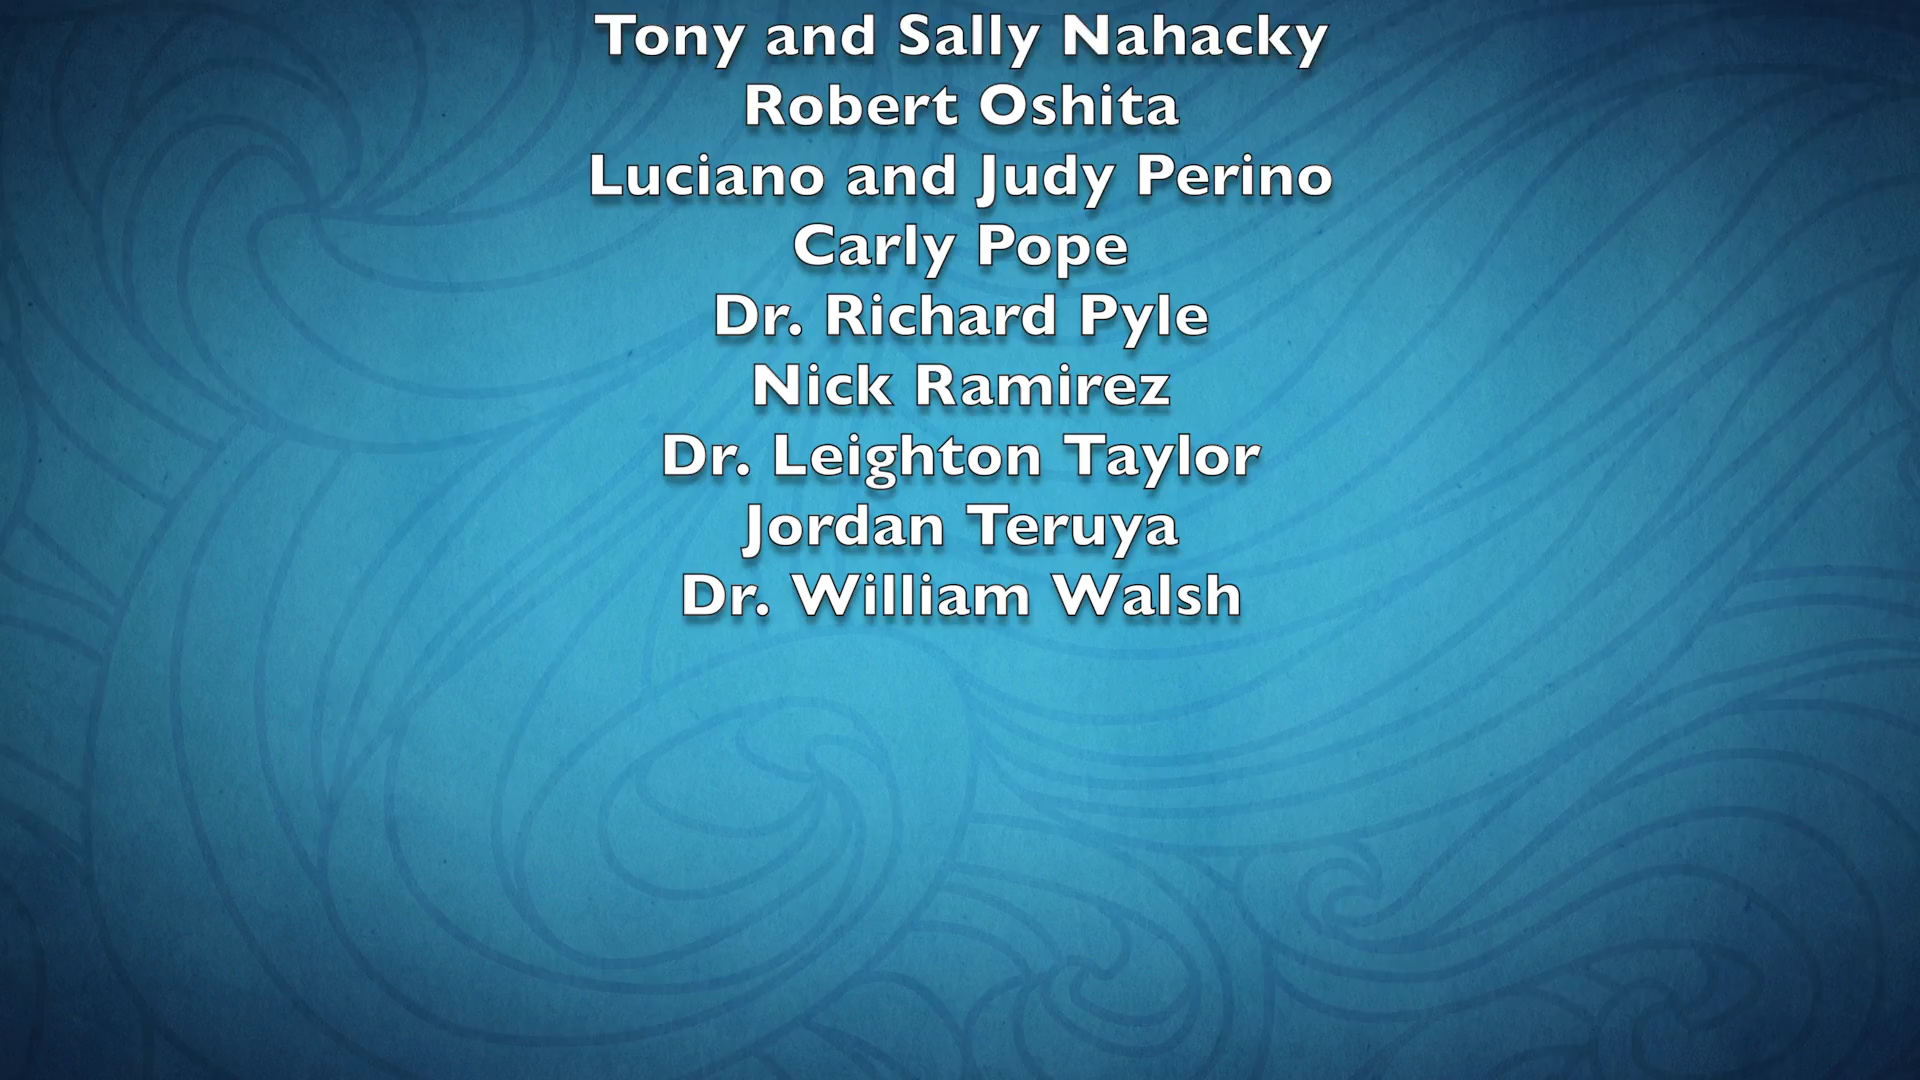 Tony and Sally Nahacky
Robert Oshita
Luciano and Judy Perino
Carly Pope
Dr. Richard Pyle
Nick Ramirez
Dr. Leighton Taylor
Jordan Teruya
Dr. William Walsh